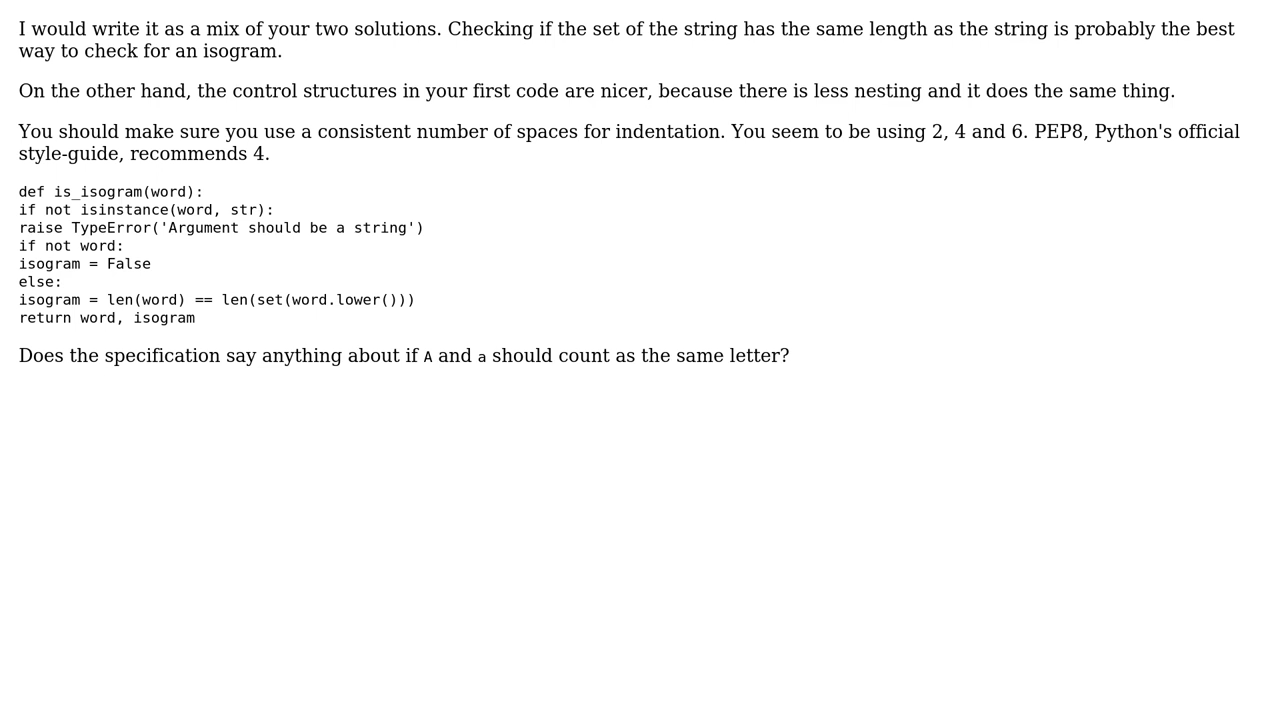 I would write it as a mix of your two solutions. Checking if the set of the string has the same length as the string is probably the best
way to check for an isogram.
On the other hand, the control structures in your first code are nicer, because there is less nesting and it does the same thing.
You should make sure you use a consistent number of spaces for indentation. You seem to be using 2, 4 and 6. PEP8, Python's official
style-guide, recommends 4.
def is_isogram(word):
if not isinstance(word, str):
raise TypeError('Argument should be a string')
if not word:
isogram = False
else:
isogram = len(word) == len(set(word.lower()))
return word, isogram
Does the specification say anything about if A and a should count as the same letter?